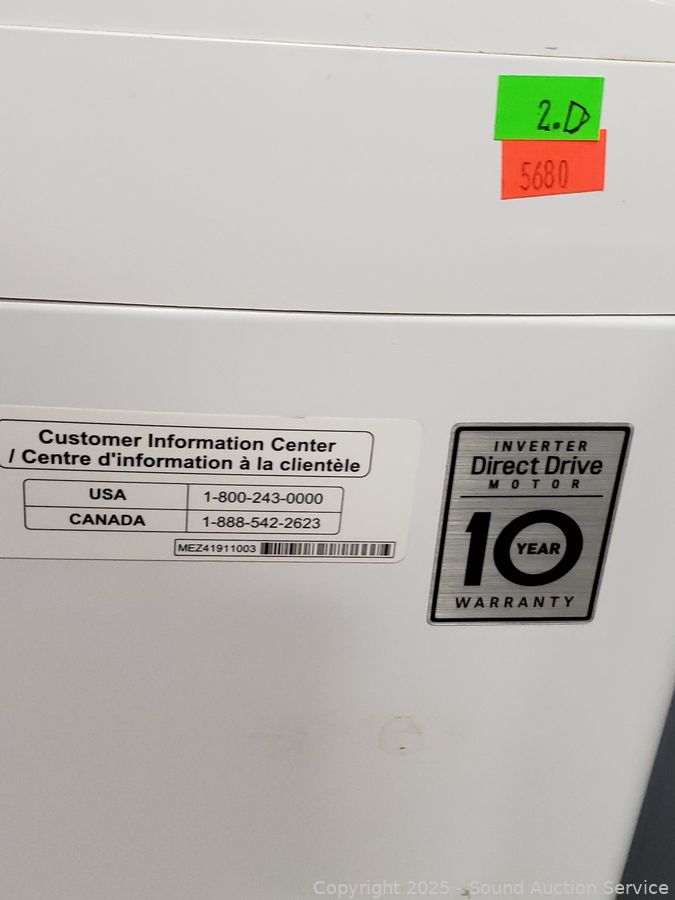 2.D
5680
Customer Information Center
/ Centre d'information à la clientèle
USA 1-800-243-0000
CANADA 1-888-542-2623
MEZ41911003
INVERTER
Direct Drive
MOTOR
10 YEAR
WARRANTY
Copyright 2025 - Sound Auction Service